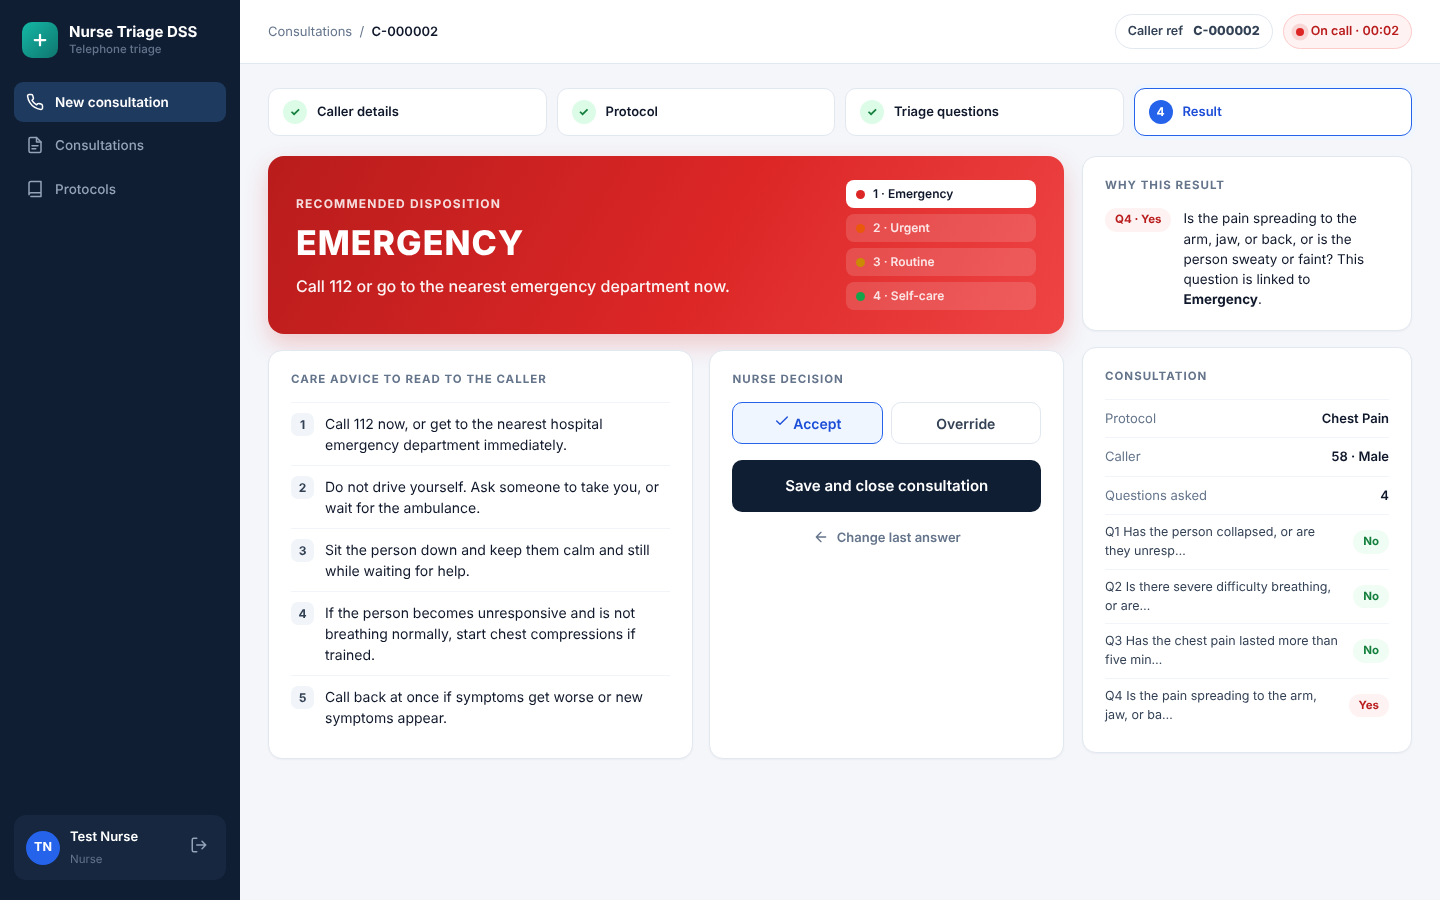 Nurse Triage DSS
Telephone triage
New consultation
Consultations
Protocols
TN
Test Nurse
Nurse
Consultations / C-000002
Caller ref C-000002
On call · 00:02
Caller details
Protocol
Triage questions
4 Result
RECOMMENDED DISPOSITION
EMERGENCY
Call 112 or go to the nearest emergency department now.
1 · Emergency
2 · Urgent
3 · Routine
4 · Self-care
CARE ADVICE TO READ TO THE CALLER
1 Call 112 now, or get to the nearest hospital
emergency department immediately.
2 Do not drive yourself. Ask someone to take you, or
wait for the ambulance.
3 Sit the person down and keep them calm and still
while waiting for help.
4 If the person becomes unresponsive and is not
breathing normally, start chest compressions if
trained.
5 Call back at once if symptoms get worse or new
symptoms appear.
NURSE DECISION
Accept
Override
Save and close consultation
Change last answer
WHY THIS RESULT
Q4 · Yes Is the pain spreading to the
arm, jaw, or back, or is the
person sweaty or faint? This
question is linked to
Emergency.
CONSULTATION
Protocol Chest Pain
Caller 58 · Male
Questions asked 4
Q1 Has the person collapsed, or are
they unresp... No
Q2 Is there severe difficulty breathing,
or are... No
Q3 Has the chest pain lasted more than
five min... No
Q4 Is the pain spreading to the arm,
jaw, or ba... Yes